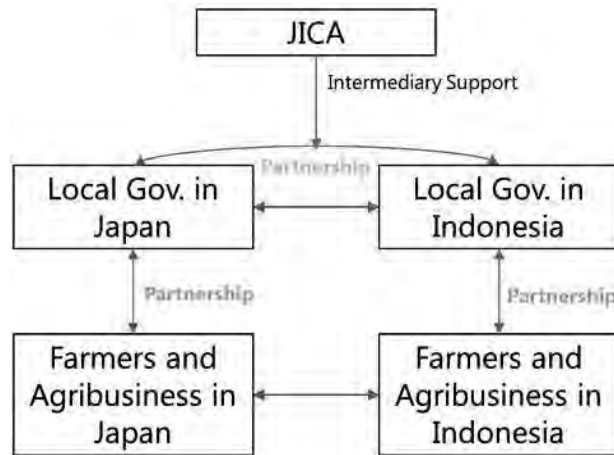 JICA
Intermediary Support
Partnership
Local Gov. in
Japan
Local Gov. in
Indonesia
Partnership
Partnership
Farmers and
Agribusiness in
Japan
Farmers and
Agribusiness in
Indonesia